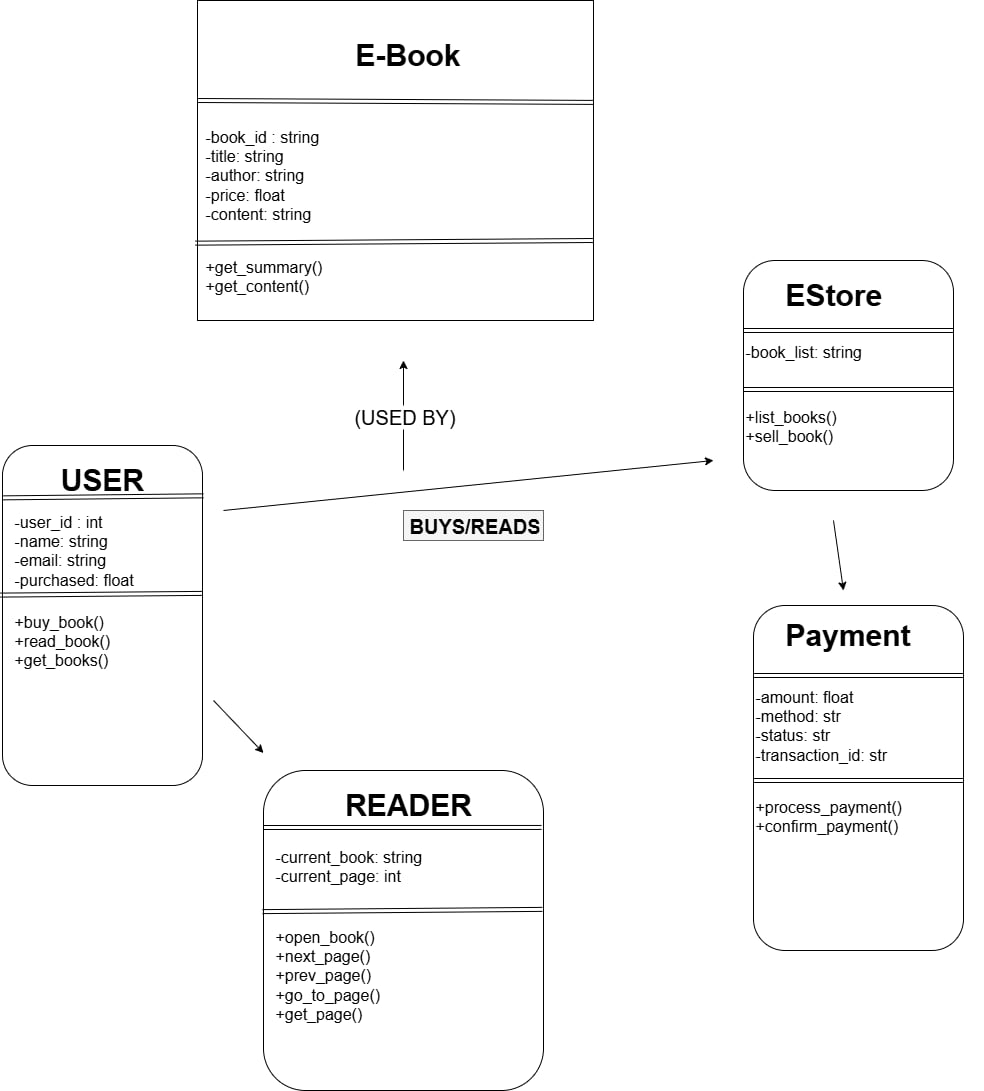 E-Book
-book_id : string
-title: string
-author: string
-price: float
-content: string
+get_summary()
+get_content()
EStore
-book_list: string
+list_books()
+sell_book()
(USED BY)
BUYS/READS
USER
-user_id : int
-name: string
-email: string
-purchased: float
+buy_book()
+read_book()
+get_books()
Payment
-amount: float
-method: str
-status: str
-transaction_id: str
+process_payment()
+confirm_payment()
READER
-current_book: string
-current_page: int
+open_book()
+next_page()
+prev_page()
+go_to_page()
+get_page()